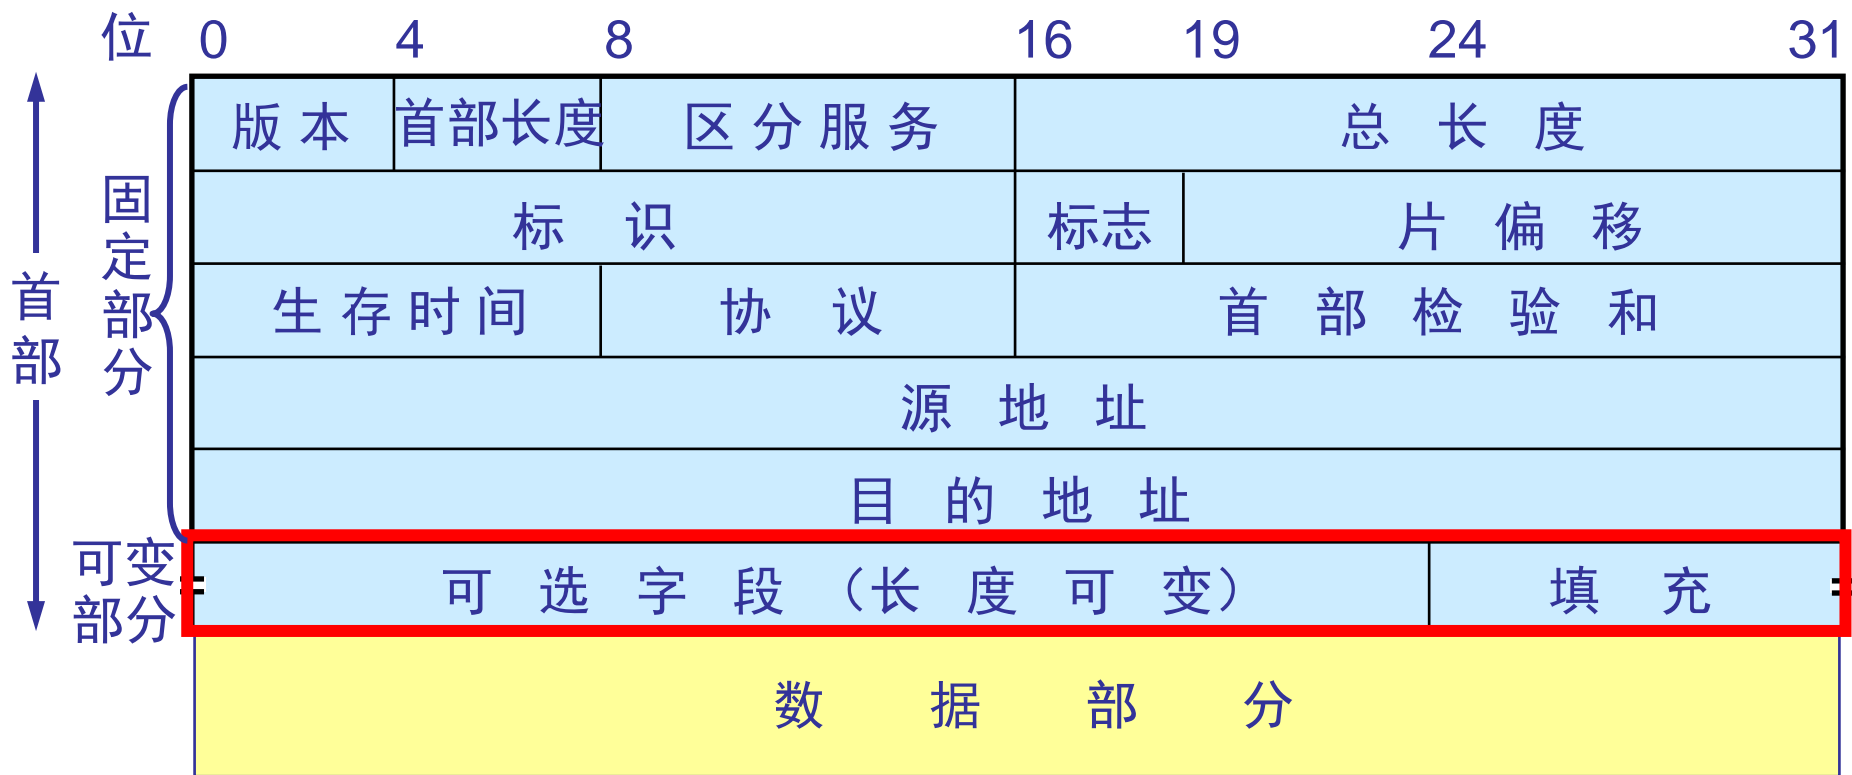 位 0 4 8 16 19 24 31
版本 首部长度 区分服务 总长度
标识 标志 片偏移
生存时间 协议 首部检验和
源地址
目的地址
可选字段（长度可变） 填充
数据部分
首部
固定部分
可变
部分